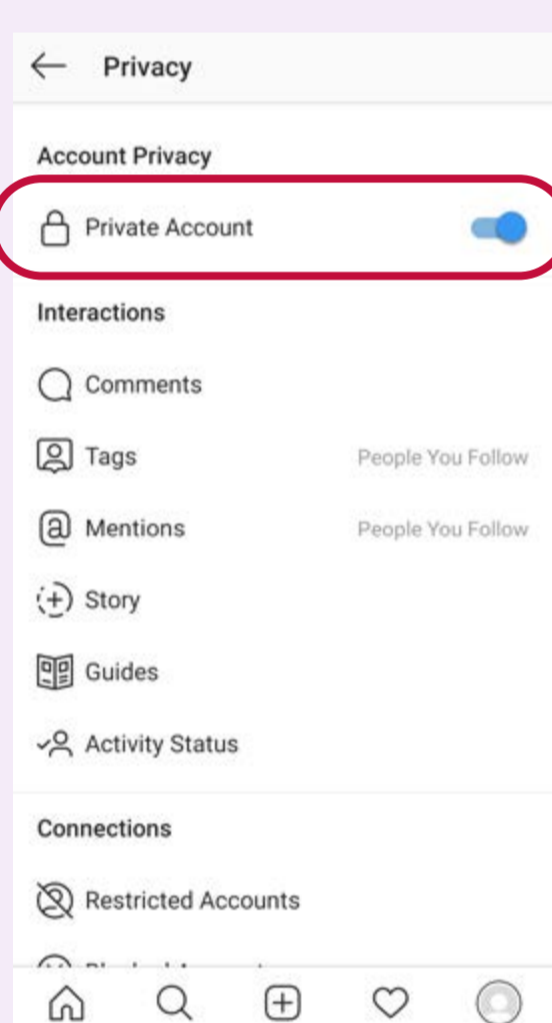 Privacy
Account Privacy
Private Account
Interactions
Comments
Tags People You Follow
Mentions People You Follow
Story
Guides
Activity Status
Connections
Restricted Accounts